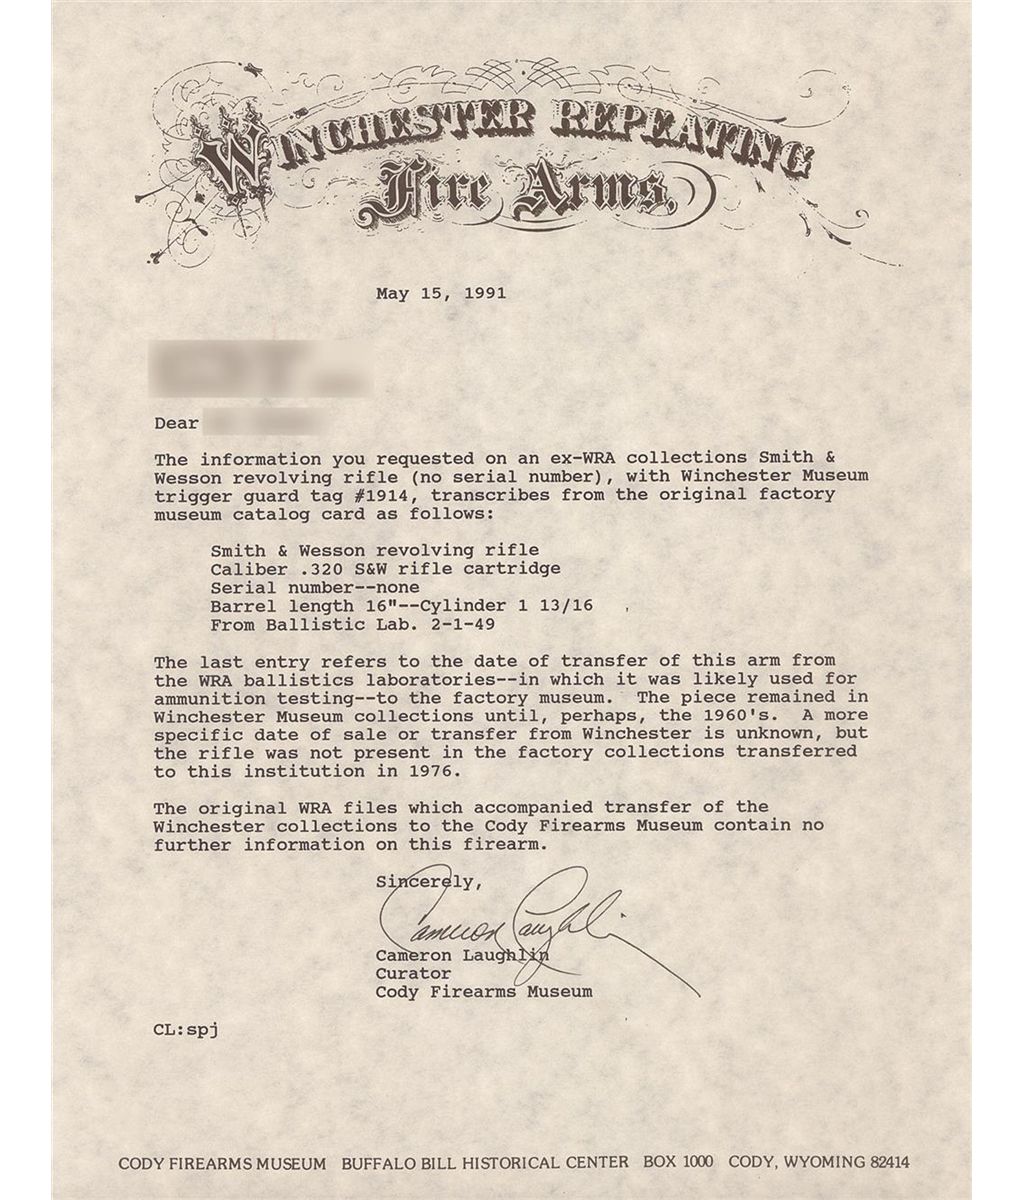 WINCHESTER REPEATING
Fire Arms.
May 15, 1991
Dear
The information you requested on an ex-WRA collections Smith &
Wesson revolving rifle (no serial number), with Winchester Museum
trigger guard tag #1914, transcribes from the original factory
museum catalog card as follows:
Smith & Wesson revolving rifle
Caliber .320 S&W rifle cartridge
Serial number--none
Barrel length 16"--Cylinder 1 13/16
From Ballistic Lab. 2-1-49
The last entry refers to the date of transfer of this arm from
the WRA ballistics laboratories--in which it was likely used for
ammunition testing--to the factory museum. The piece remained in
Winchester Museum collections until, perhaps, the 1960's. A more
specific date of sale or transfer from Winchester is unknown, but
the rifle was not present in the factory collections transferred
to this institution in 1976.
The original WRA files which accompanied transfer of the
Winchester collections to the Cody Firearms Museum contain no
further information on this firearm.
Sincerely,
Cameron Laughlin
Cameron Laughlin
Curator
Cody Firearms Museum
CL:spj
CODY FIREARMS MUSEUM BUFFALO BILL HISTORICAL CENTER BOX 1000 CODY, WYOMING 82414